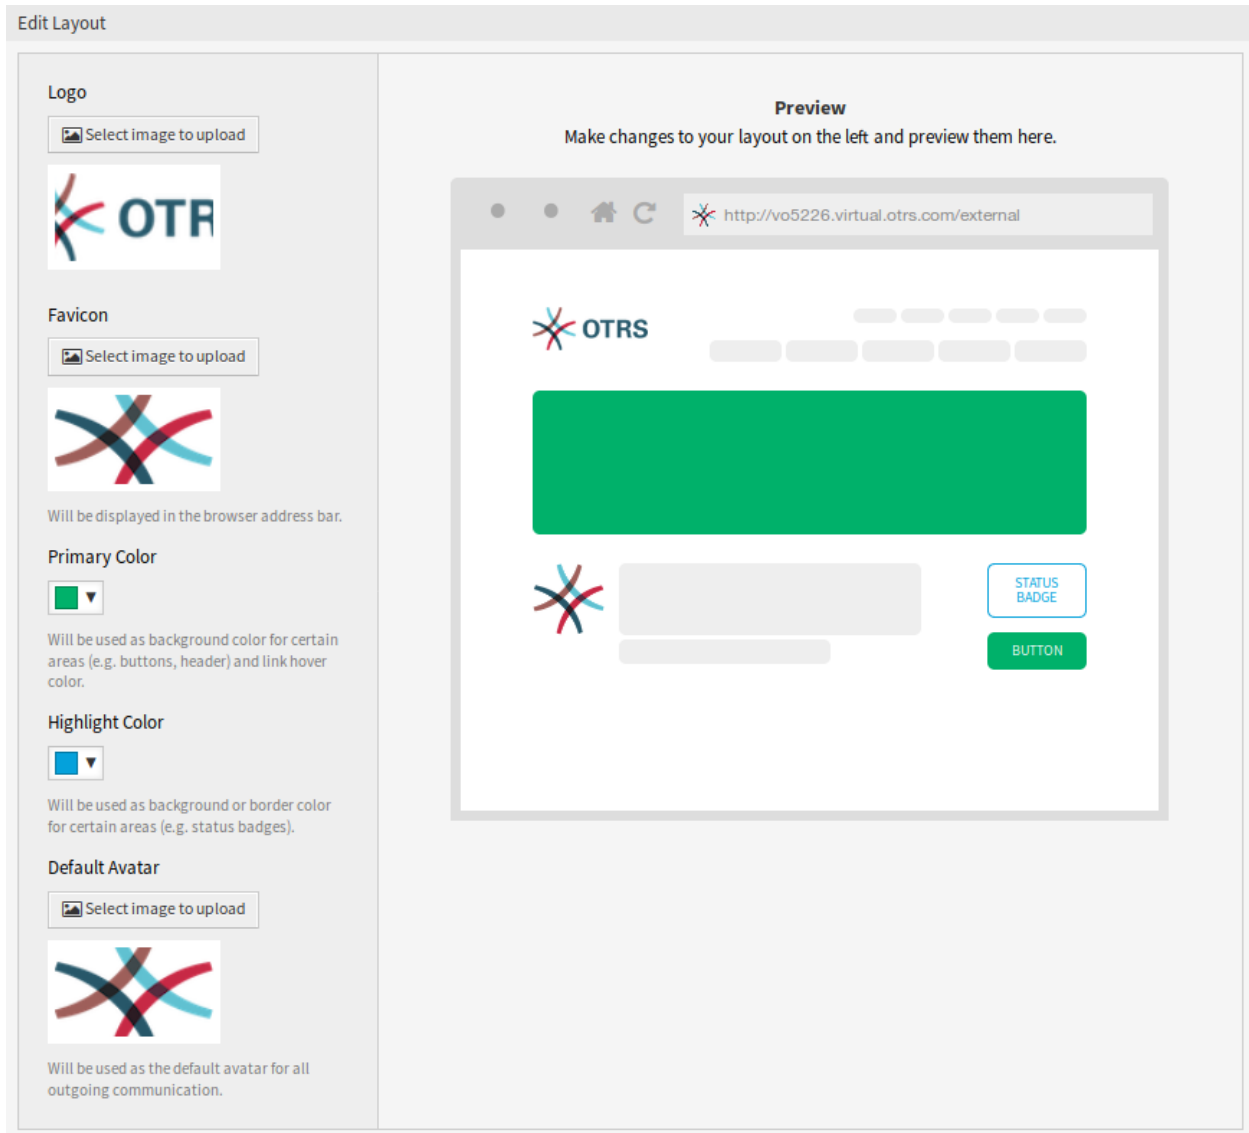 Edit Layout
Logo
Select image to upload
OTR
Favicon
Select image to upload
Will be displayed in the browser address bar.
Primary Color
Will be used as background color for certain
areas (e.g. buttons, header) and link hover
color.
Highlight Color
Will be used as background or border color
for certain areas (e.g. status badges).
Default Avatar
Select image to upload
Will be used as the default avatar for all
outgoing communication.
Preview
Make changes to your layout on the left and preview them here.
http://vo5226.virtual.otrs.com/external
OTRS
STATUS
BADGE
BUTTON